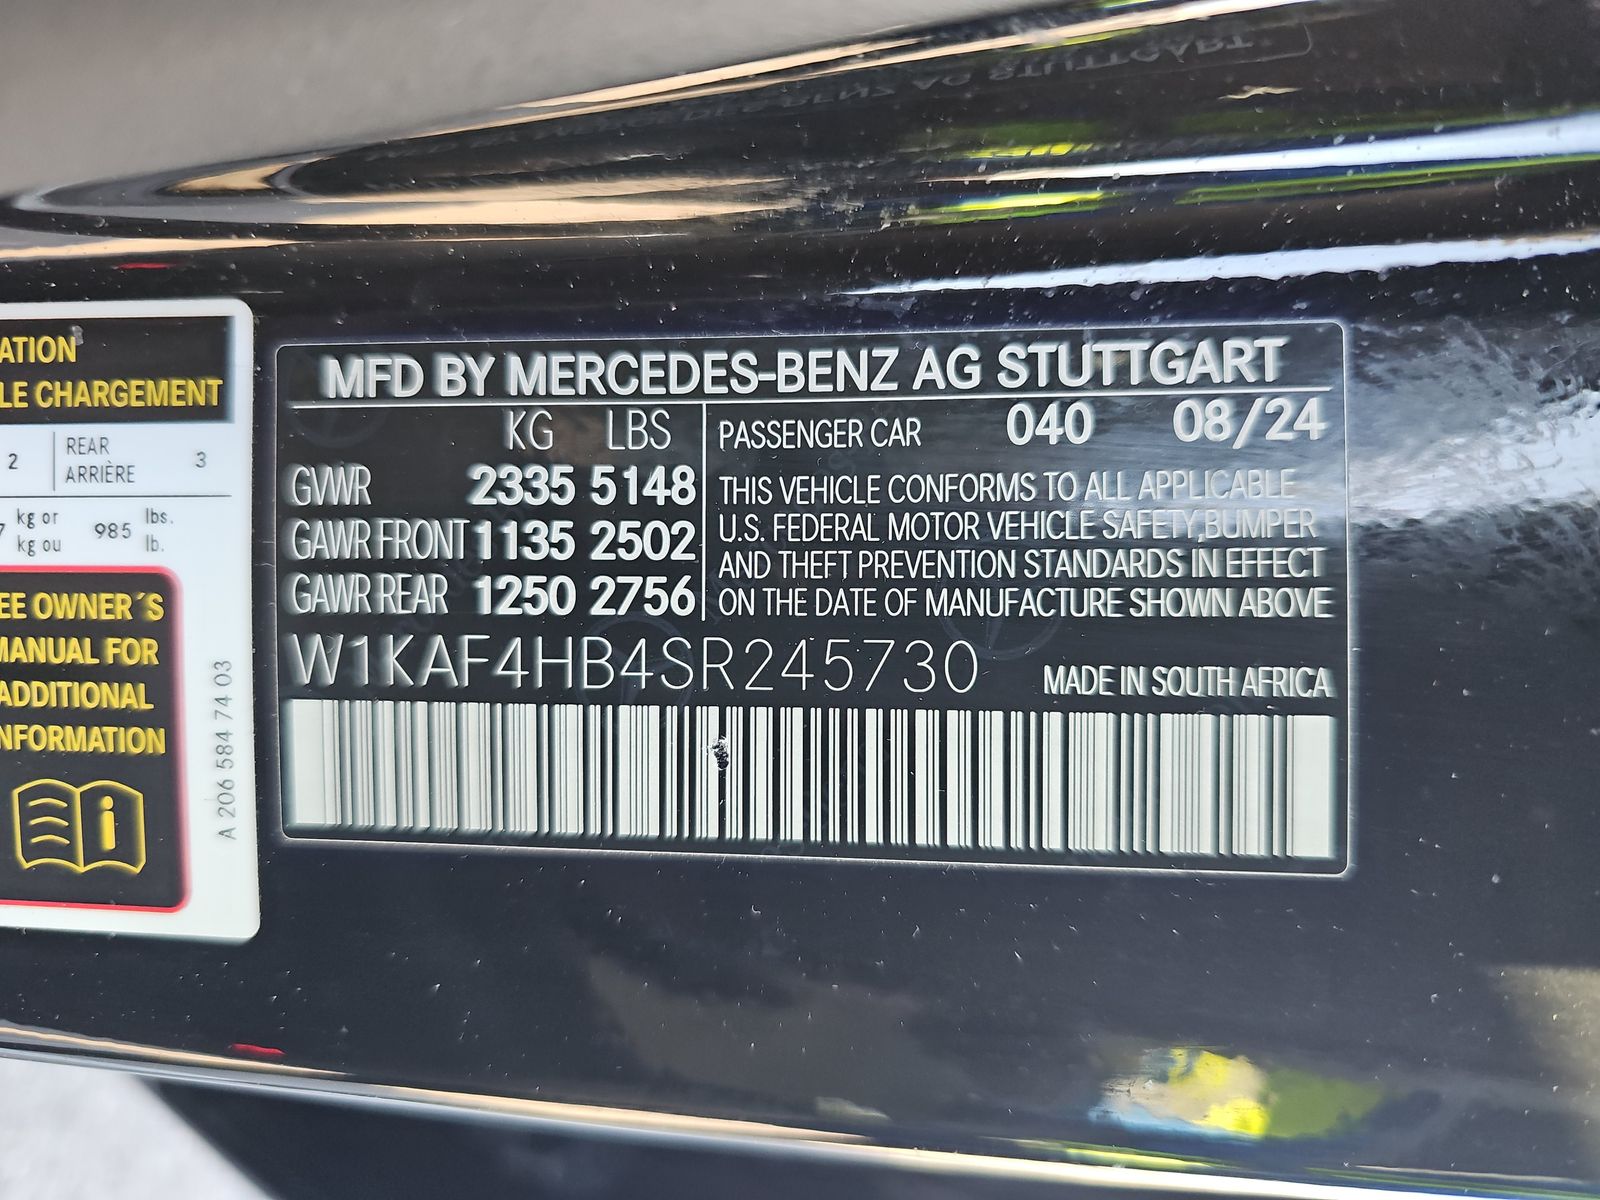 ATION
LE CHARGEMENT
2 REAR ARRIÈRE 3
7 kg or kg ou 985 lbs. lb.
EE OWNER´S
MANUAL FOR
ADDITIONAL
NFORMATION
A 206 584 74 03
MFD BY MERCEDES-BENZ AG STUTTGART
KG LBS
GVWR 2335 5148
GAWR FRONT 1135 2502
GAWR REAR 1250 2756
PASSENGER CAR 040 08/24
THIS VEHICLE CONFORMS TO ALL APPLICABLE
U.S. FEDERAL MOTOR VEHICLE SAFETY,BUMPER
AND THEFT PREVENTION STANDARDS IN EFFECT
ON THE DATE OF MANUFACTURE SHOWN ABOVE
W1KAF4HB4SR245730
MADE IN SOUTH AFRICA